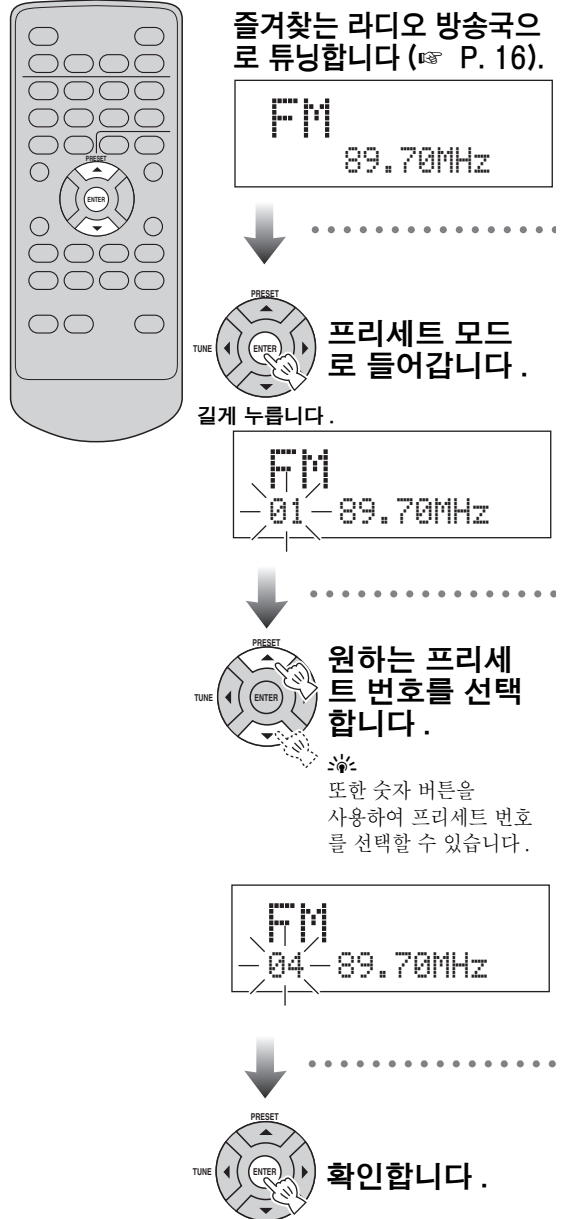 즐겨찾는 라디오 방송국으
로 튜닝합니다 (☞ P. 16).
PRESET
ENTER
FM
89.70MHz
PRESET
TUNE
ENTER
프리세트 모드
로 들어갑니다.
길게 누릅니다.
FM
01 89.70MHz
PRESET
TUNE
ENTER
원하는 프리세
트 번호를 선택
합니다.
또한 숫자 버튼을
사용하여 프리세트 번호
를 선택할 수 있습니다.
FM
04 89.70MHz
PRESET
TUNE
ENTER
확인합니다.